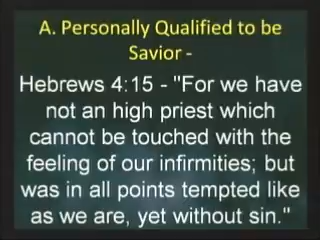 A. Personally Qualified to be
Savior -
Hebrews 4:15 - "For we have
not an high priest which
cannot be touched with the
feeling of our infirmities; but
was in all points tempted like
as we are, yet without sin."